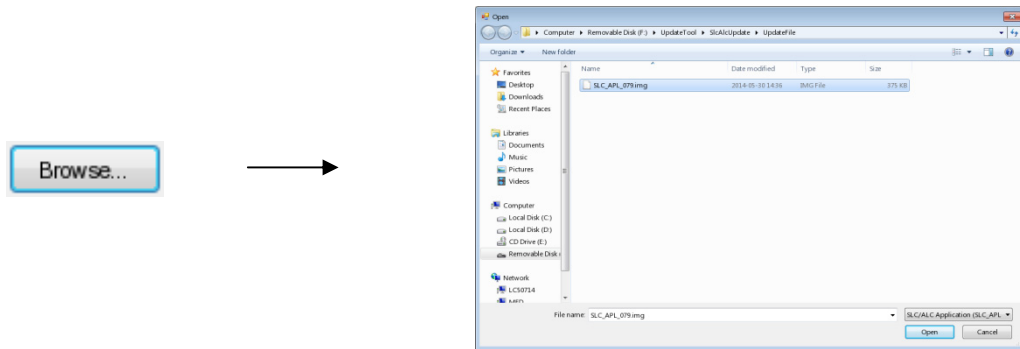 Browse...
Open
Computer ▸ Removable Disk (F:) ▸ UpdateTool ▸ SlcAlcUpdate ▸ UpdateFile
Organize New folder
Name Date modified Type Size
SLC_APL_079.img 2014-05-30 14:36 IMG File 375 KB
Favorites
Desktop
Downloads
Recent Places
Libraries
Documents
Music
Pictures
Videos
Computer
Local Disk (C:)
Local Disk (D:)
CD Drive (E:)
Removable Disk
Network
LC50714
File name: SLC_APL_079.img SLC/ALC Application (SLC_APL
Open Cancel